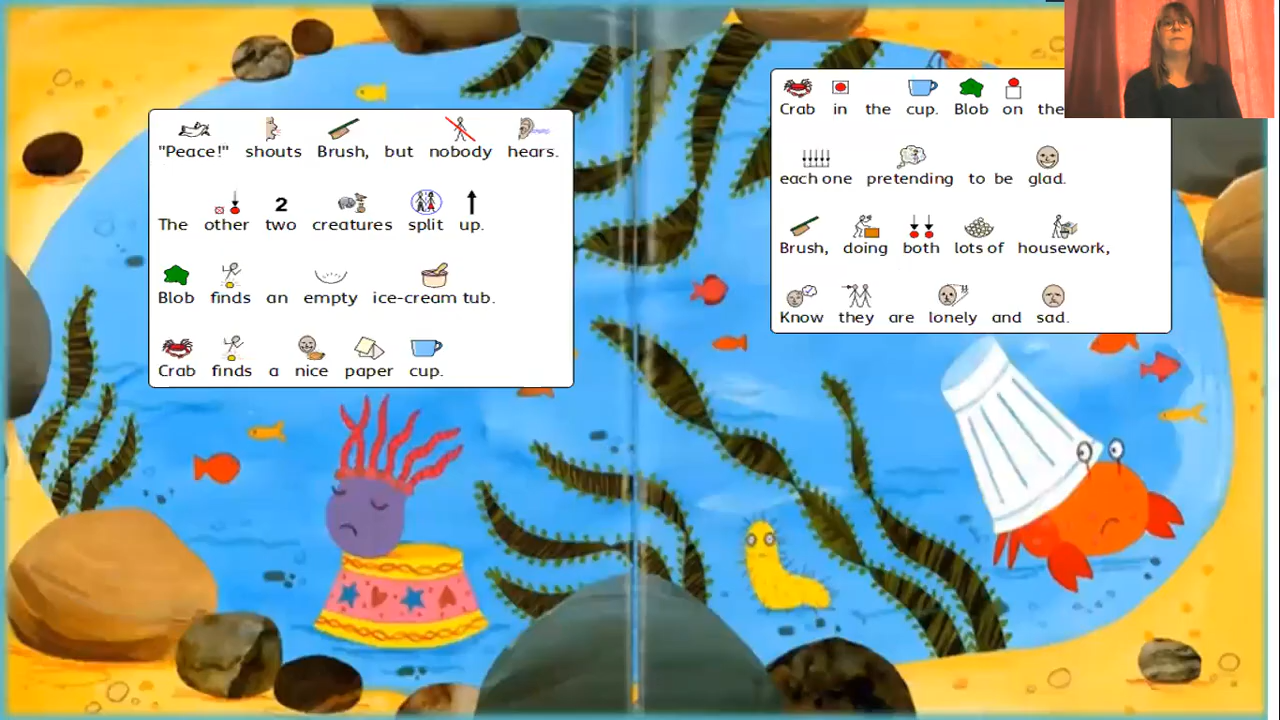 "Peace!" shouts Brush, but nobody hears.
The other two creatures split up.
Blob finds an empty ice-cream tub.
Crab finds a nice paper cup.
Crab in the cup. Blob on the
each one pretending to be glad.
Brush, doing both lots of housework,
Know they are lonely and sad.